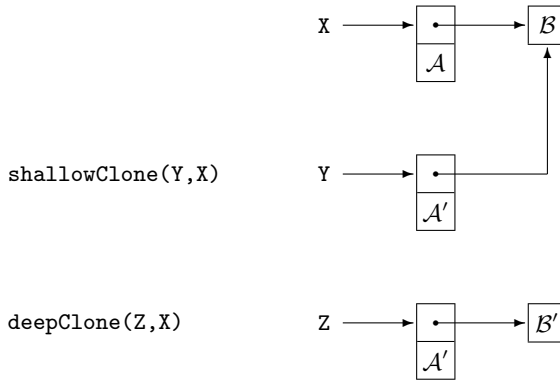 X 𝒜 ℬ
shallowClone(Y,X) Y 𝒜′
deepClone(Z,X) Z 𝒜′ ℬ′